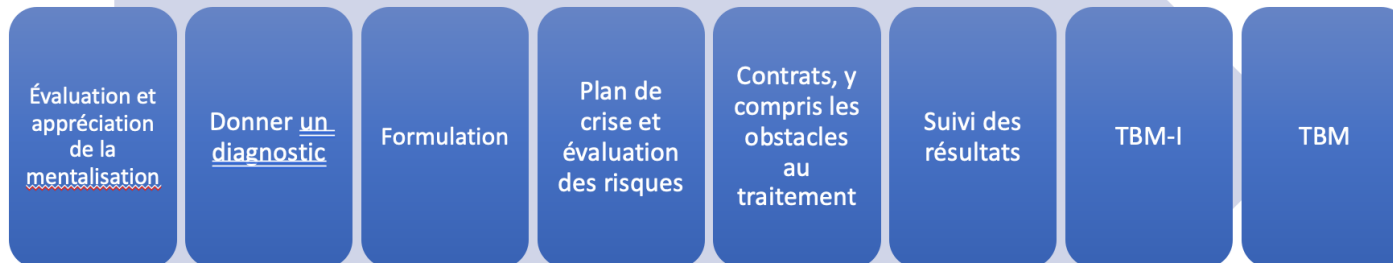 Évaluation et
appréciation
de la
mentalisation
Donner un
diagnostic
Formulation
Plan de
crise et
évaluation
des risques
Contrats, y
compris les
obstacles
au
traitement
Suivi des
résultats
TBM-I
TBM